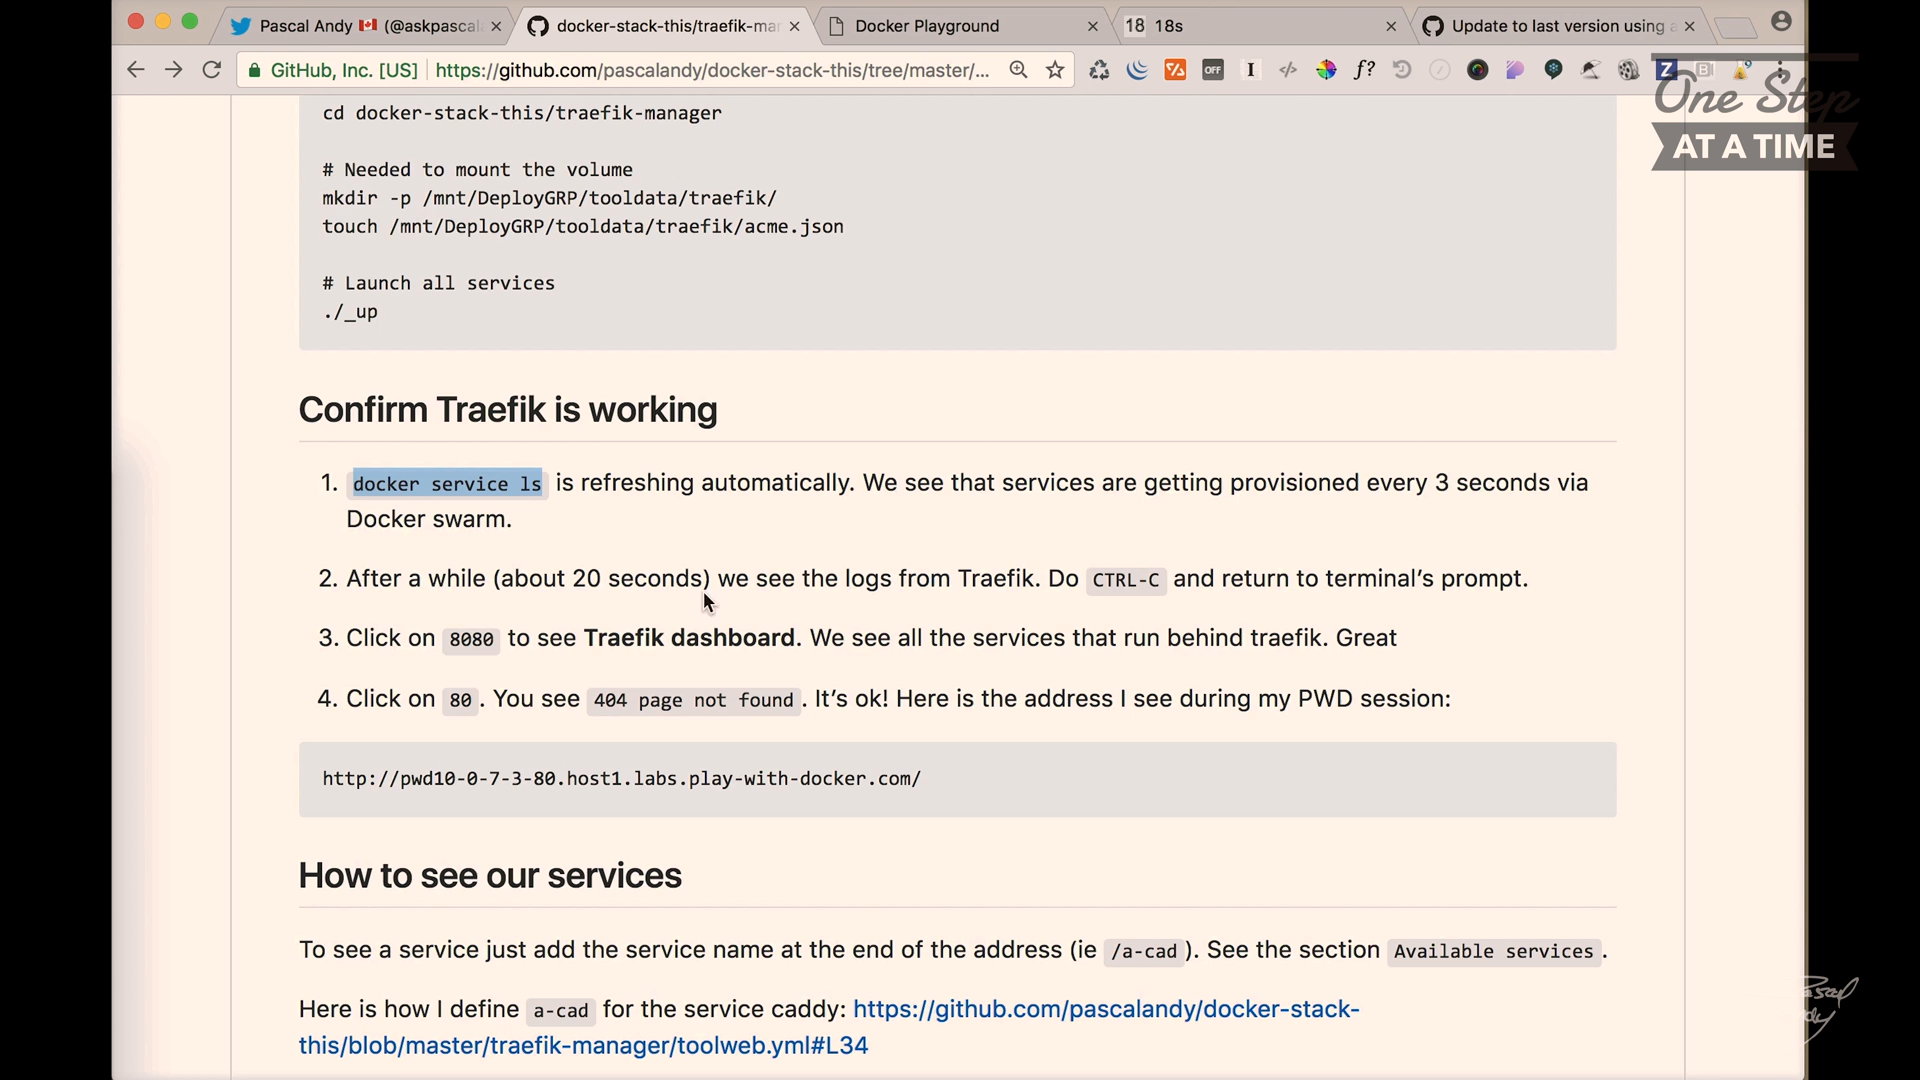 Pascal Andy 🇨🇦 (@askpascala
docker-stack-this/traefik-mar
Docker Playground
18 18s
Update to last version using a
GitHub, Inc. [US]
https://github.com/pascalandy/docker-stack-this/tree/master/...
OFF
f?
Z
One Step
AT A TIME
cd docker-stack-this/traefik-manager
# Needed to mount the volume
mkdir -p /mnt/DeployGRP/tooldata/traefik/
touch /mnt/DeployGRP/tooldata/traefik/acme.json
# Launch all services
./_up
Confirm Traefik is working
1. docker service ls is refreshing automatically. We see that services are getting provisioned every 3 seconds via
Docker swarm.
2. After a while (about 20 seconds) we see the logs from Traefik. Do CTRL-C and return to terminal’s prompt.
3. Click on 8080 to see Traefik dashboard. We see all the services that run behind traefik. Great
4. Click on 80. You see 404 page not found. It’s ok! Here is the address I see during my PWD session:
http://pwd10-0-7-3-80.host1.labs.play-with-docker.com/
How to see our services
To see a service just add the service name at the end of the address (ie /a-cad). See the section Available services.
Here is how I define a-cad for the service caddy: https://github.com/pascalandy/docker-stack-
this/blob/master/traefik-manager/toolweb.yml#L34